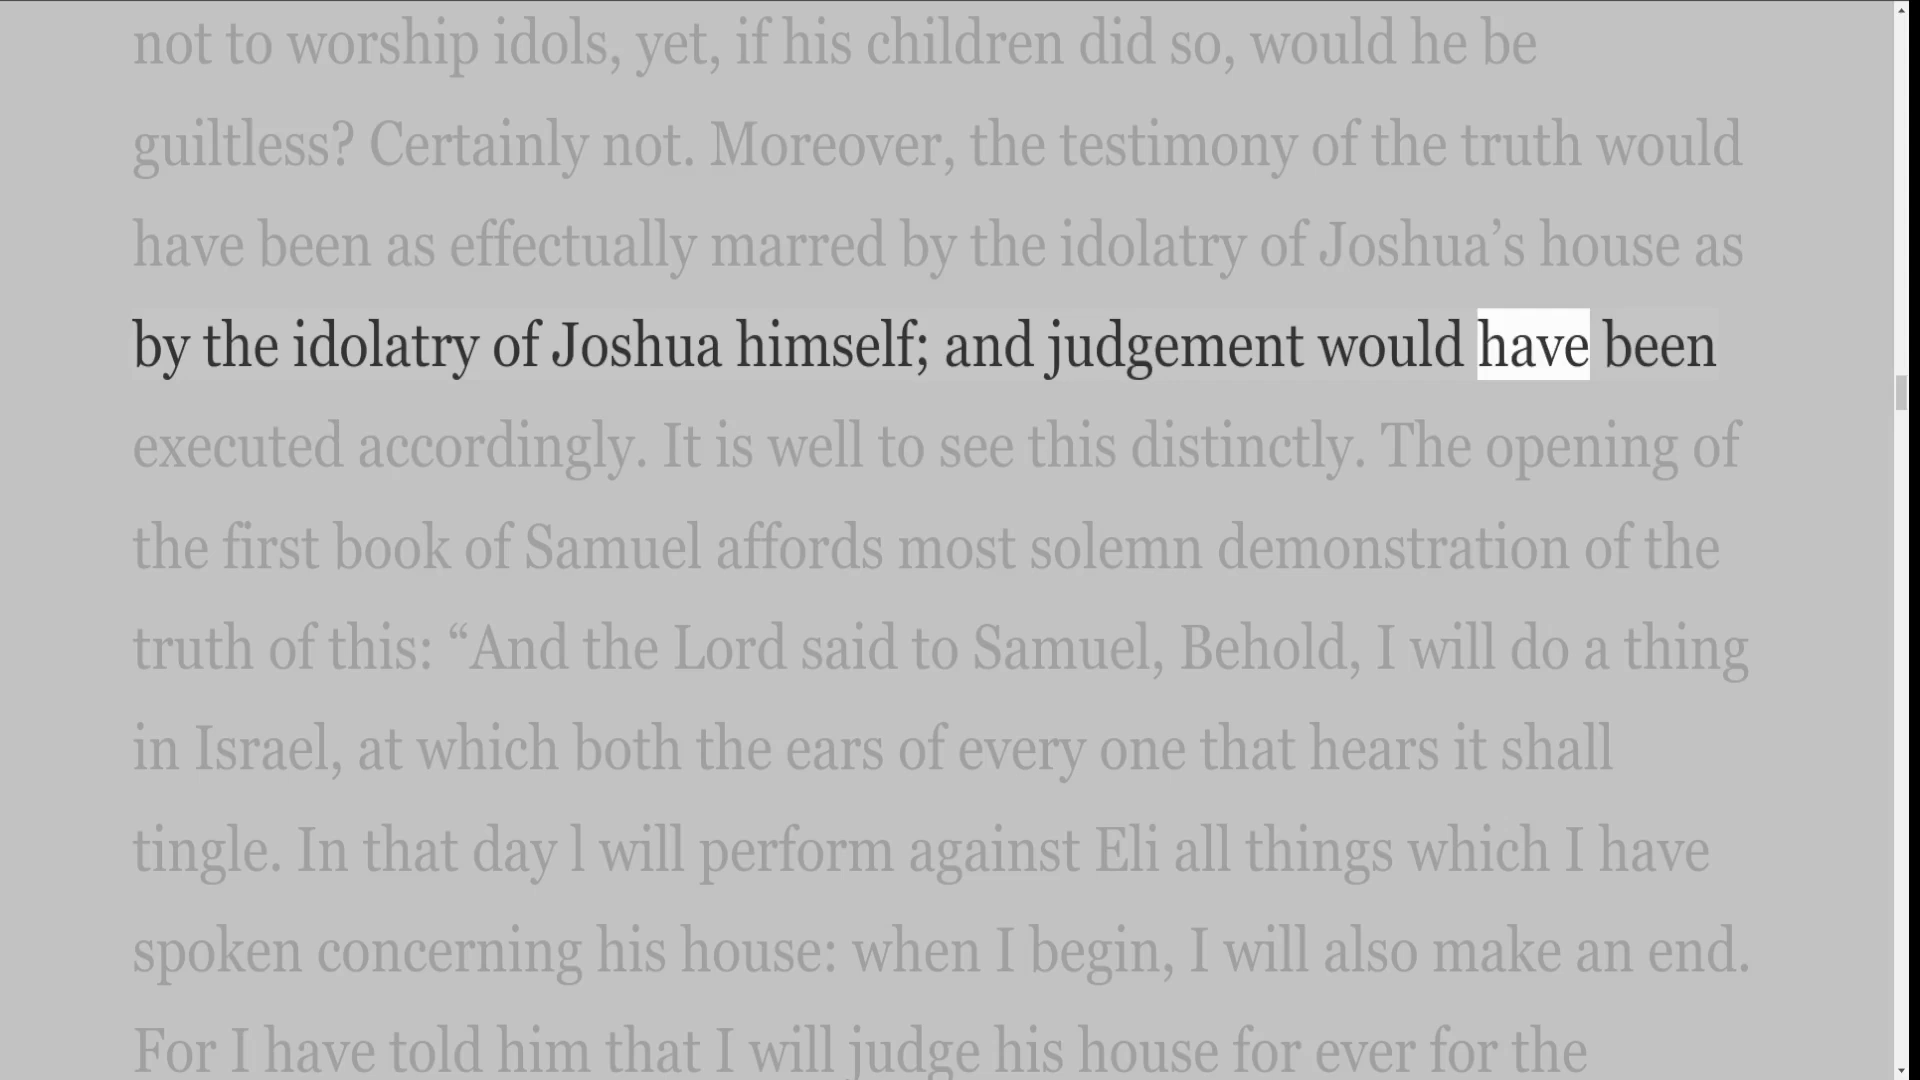 not to worship idols, yet, if his children did so, would he be
guiltless? Certainly not. Moreover, the testimony of the truth would
have been as effectually marred by the idolatry of Joshua’s house as
by the idolatry of Joshua himself; and judgement would have been
executed accordingly. It is well to see this distinctly. The opening of
the first book of Samuel affords most solemn demonstration of the
truth of this: “And the Lord said to Samuel, Behold, I will do a thing
in Israel, at which both the ears of every one that hears it shall
tingle. In that day l will perform against Eli all things which I have
spoken concerning his house: when I begin, I will also make an end.
For I have told him that I will judge his house for ever for the